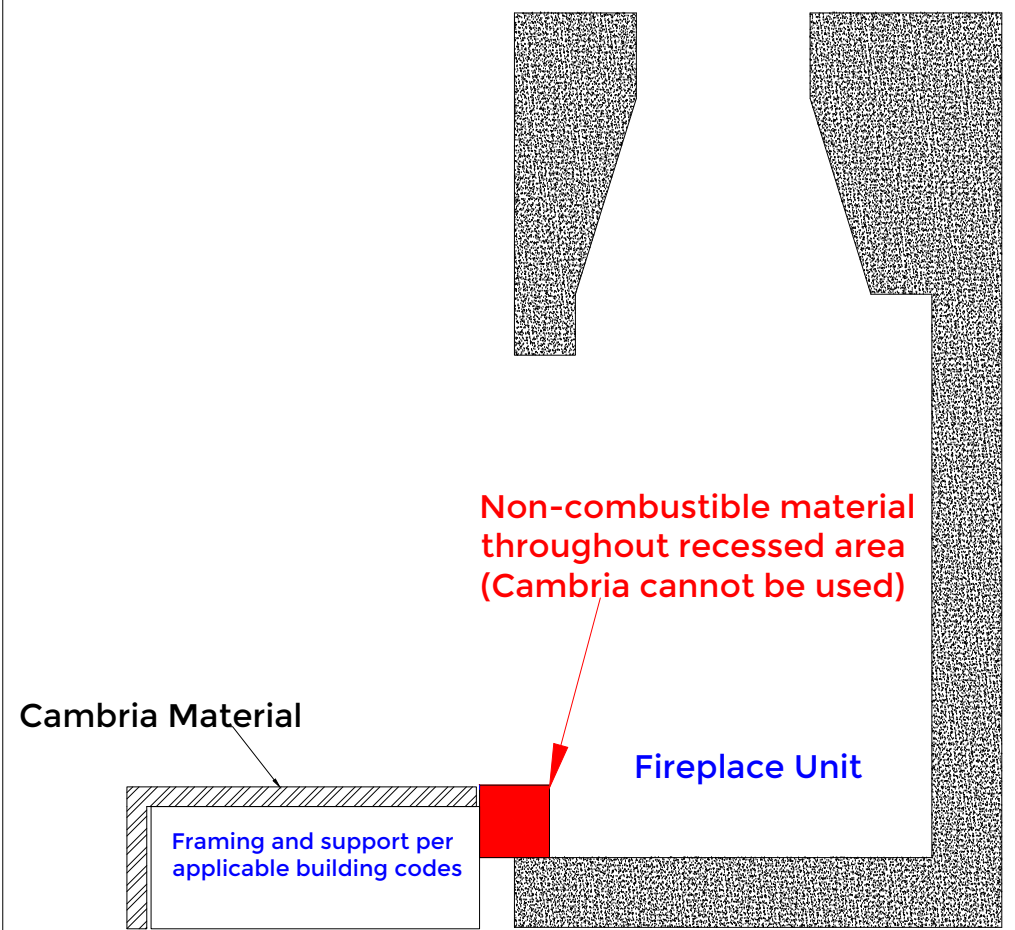 Non-combustible material
throughout recessed area
(Cambria cannot be used)
Cambria Material
Fireplace Unit
Framing and support per
applicable building codes